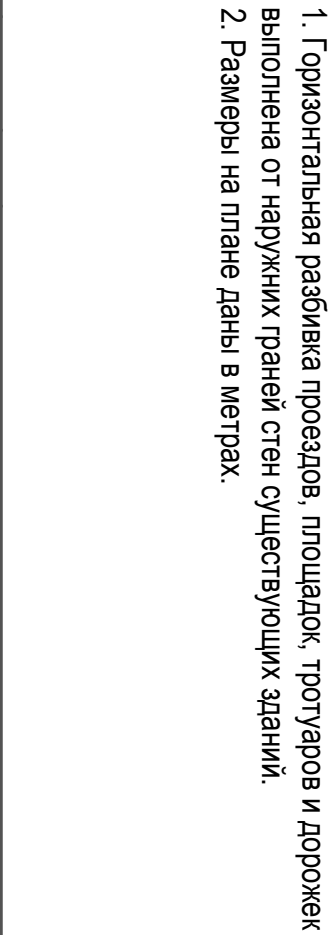 1. Горизонтальная разбивка проездов, площадок, тротуаров и дорожек
выполнена от наружних граней стен существующих зданий.
2. Размеры на плане даны в метрах.